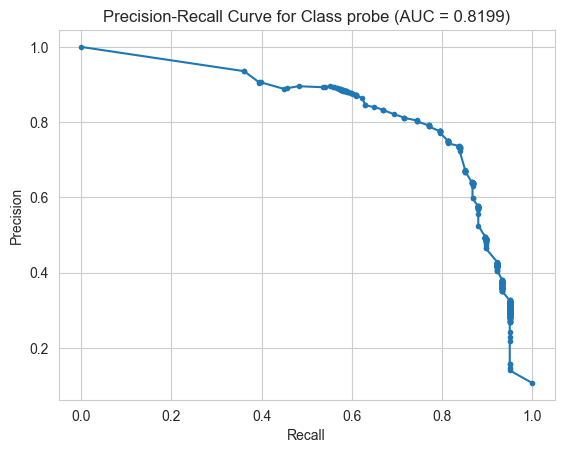 Precision-Recall Curve for Class probe (AUC = 0.8199)
1.0
0.8
0.6
0.4
0.2
Precision
0.0 0.2 0.4 0.6 0.8 1.0
Recall